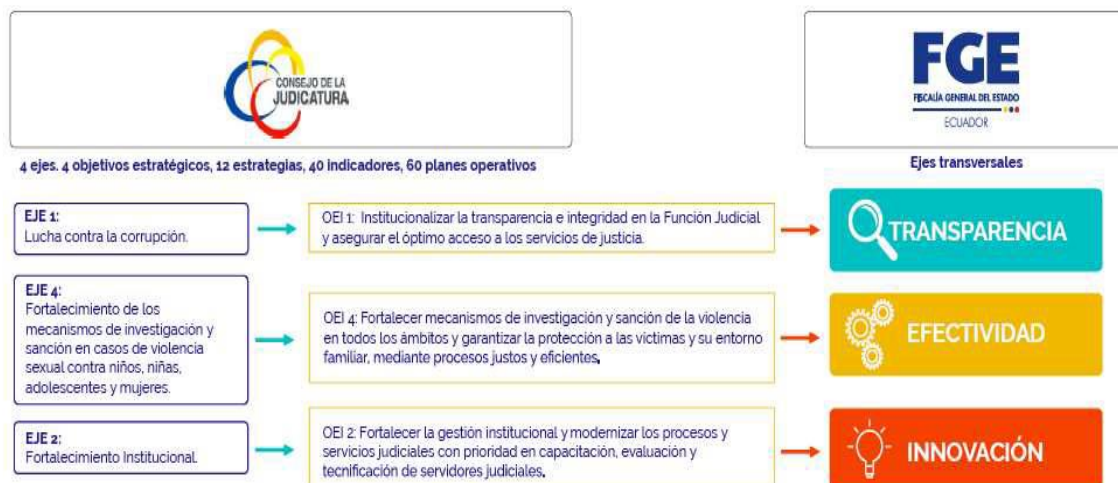 CONSEJO DE LA
JUDICATURA
FGE
FISCALÍA GENERAL DEL ESTADO
ECUADOR
4 ejes. 4 objetivos estratégicos, 12 estrategias, 40 indicadores, 60 planes operativos
Ejes transversales
EJE 1:
Lucha contra la corrupción.
OEI 1: Institucionalizar la transparencia e integridad en la Función Judicial
y asegurar el óptimo acceso a los servicios de justicia.
TRANSPARENCIA
EJE 4:
Fortalecimiento de los
mecanismos de investigación y
sanción en casos de violencia
sexual contra niños, niñas,
adolescentes y mujeres.
OEI 4: Fortalecer mecanismos de investigación y sanción de la violencia
en todos los ámbitos y garantizar la protección a las víctimas y su entorno
familiar, mediante procesos justos y eficientes.
EFECTIVIDAD
EJE 2:
Fortalecimiento Institucional.
OEI 2: Fortalecer la gestión institucional y modernizar los procesos y
servicios judiciales con prioridad en capacitación, evaluación y
tecnificación de servidores judiciales.
INNOVACIÓN